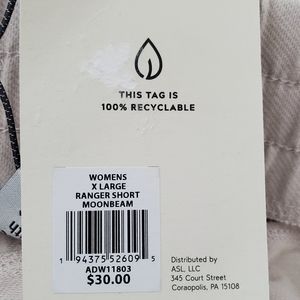 THIS TAG IS
100% RECYCLABLE
WOMENS
X LARGE
RANGER SHORT
MOONBEAM
1 94375 52609 5
ADW11803
$30.00
Distributed by
ASL, LLC
345 Court Street
Coraopolis, PA 15108